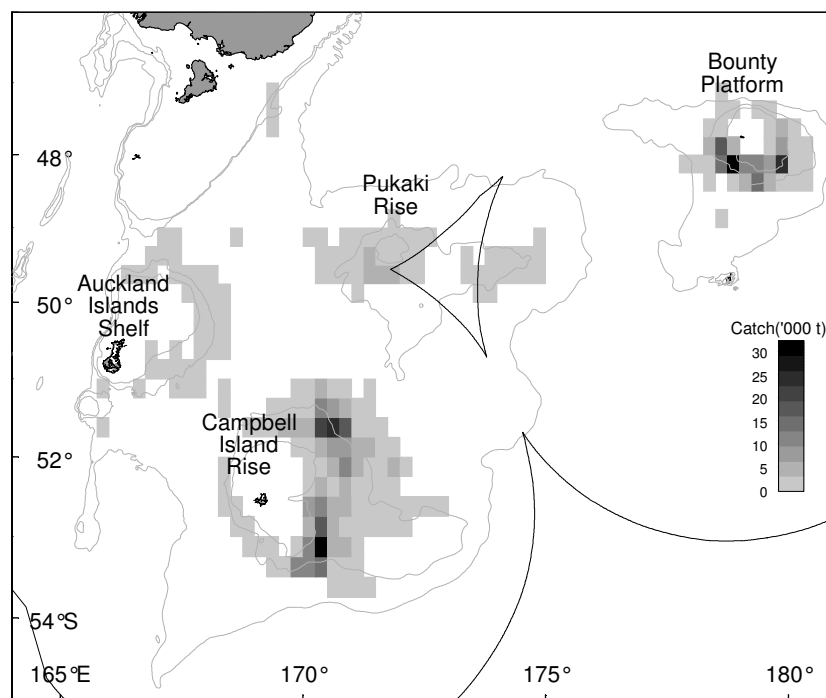 Bounty
Platform
48°
Pukaki
Rise
Auckland
Islands
Shelf
50°
Catch('000 t)
30
25
20
15
10
5
0
Campbell
Island
Rise
52°
54°S
165°E
170°
175°
180°